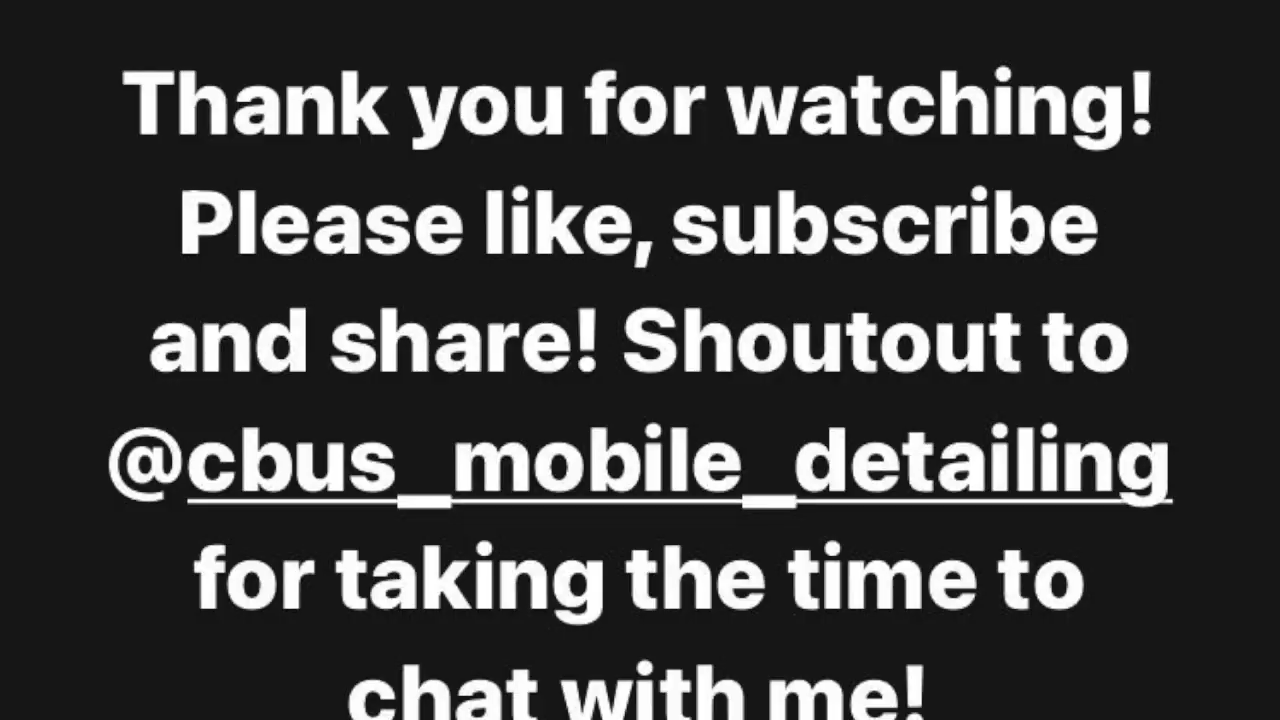 Thank you for watching!
Please like, subscribe
and share! Shoutout to
@cbus_mobile_detailing
for taking the time to
chat with me!